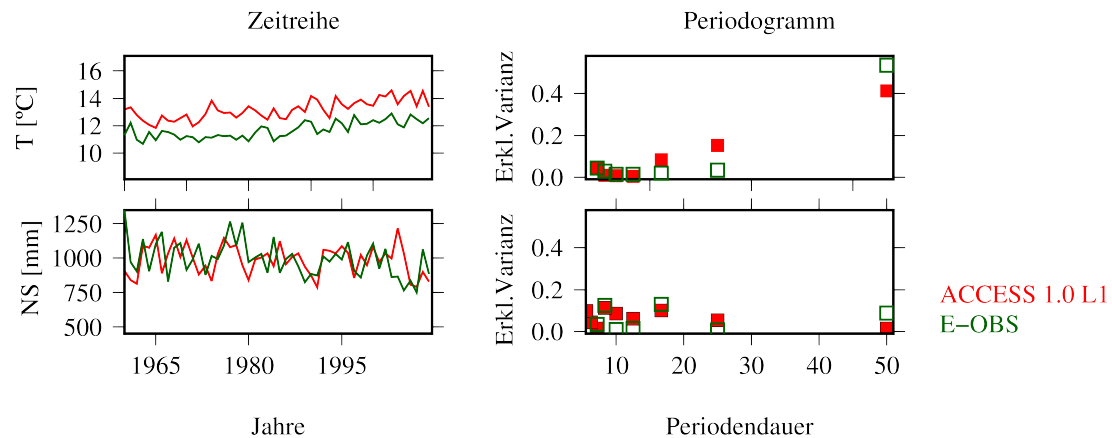 Zeitreihe
Periodogramm
T [°C]
16
14
12
10
Erkl.Varianz
0.4
0.2
0.0
NS [mm]
1250
1000
750
500
1965
1980
1995
Jahre
Erkl.Varianz
0.4
0.2
0.0
10
20
30
40
50
Periodendauer
ACCESS 1.0 L1
E−OBS